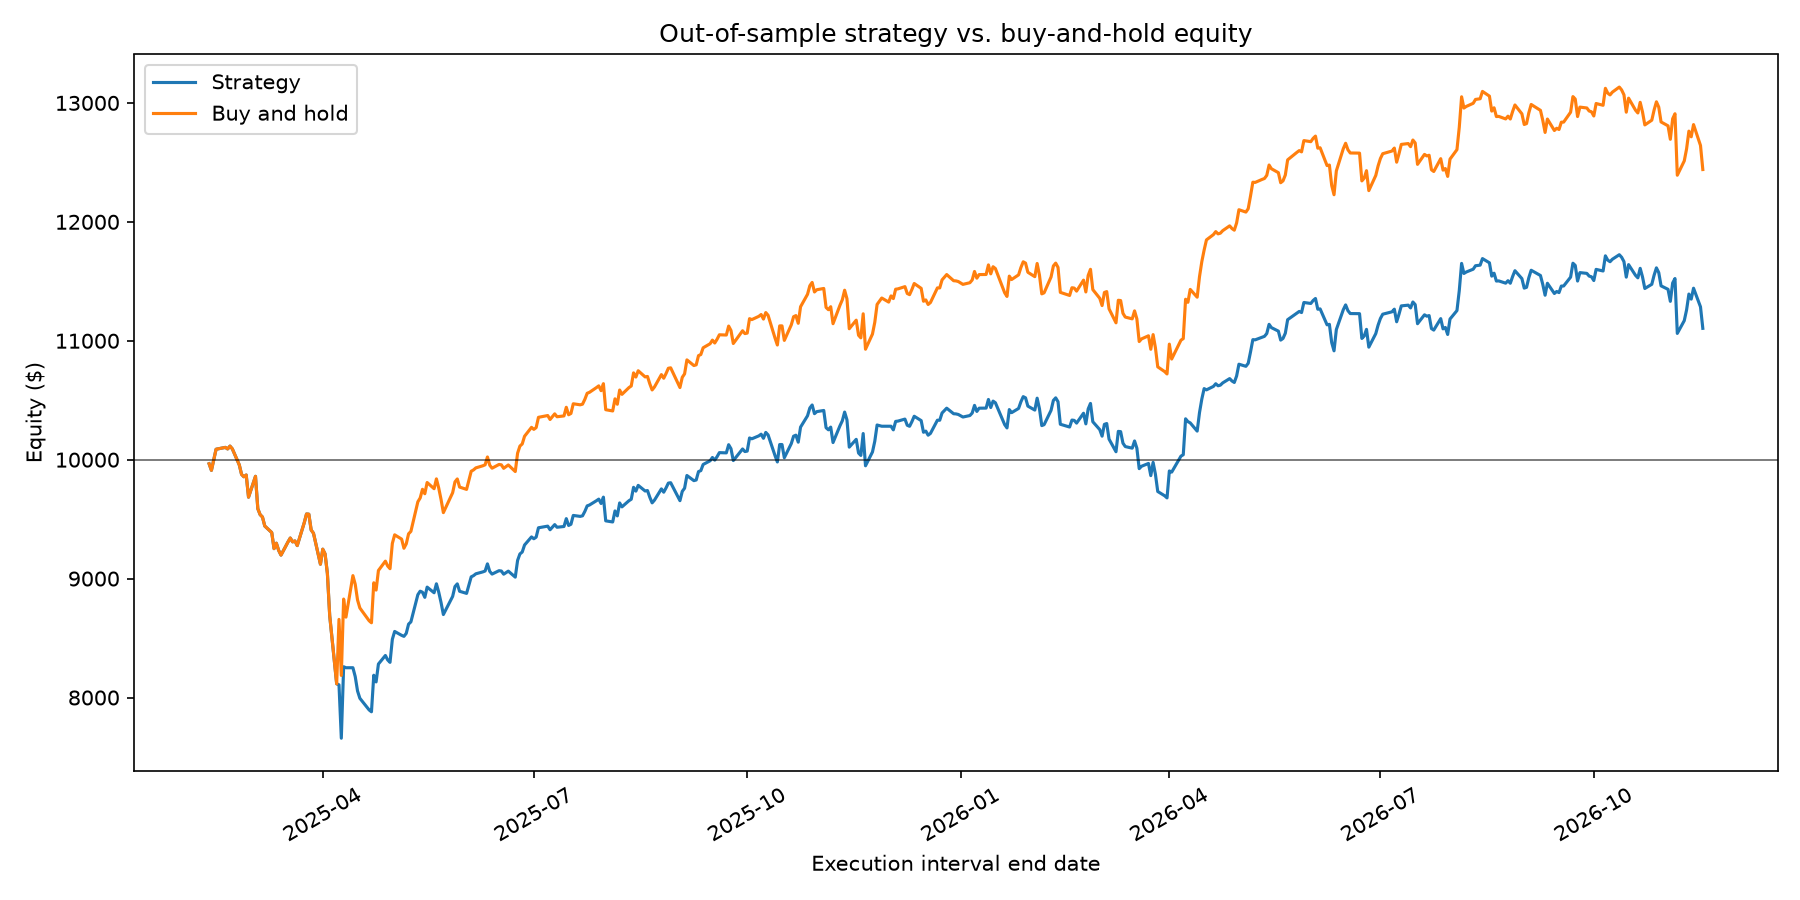 Out-of-sample strategy vs. buy-and-hold equity
Strategy
Buy and hold
Equity ($)
13000
12000
11000
10000
9000
8000
2025-04
2025-07
2025-10
2026-01
2026-04
2026-07
2026-10
Execution interval end date